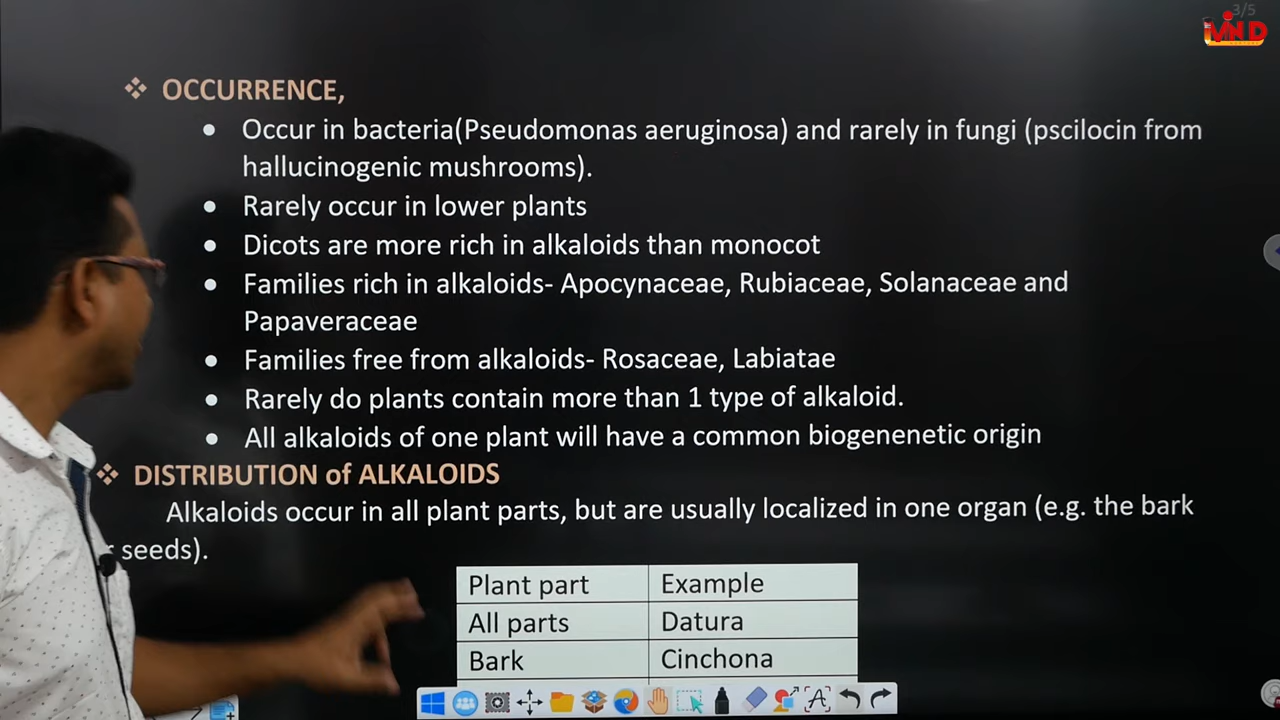 3/5
MIND
❖ OCCURRENCE,
• Occur in bacteria(Pseudomonas aeruginosa) and rarely in fungi (pscilocin from
hallucinogenic mushrooms).
• Rarely occur in lower plants
• Dicots are more rich in alkaloids than monocot
• Families rich in alkaloids- Apocynaceae, Rubiaceae, Solanaceae and
Papaveraceae
• Families free from alkaloids- Rosaceae, Labiatae
• Rarely do plants contain more than 1 type of alkaloid.
• All alkaloids of one plant will have a common biogenenetic origin
❖ DISTRIBUTION of ALKALOIDS
Alkaloids occur in all plant parts, but are usually localized in one organ (e.g. the bark
seeds).
Plant part Example
All parts Datura
Bark Cinchona